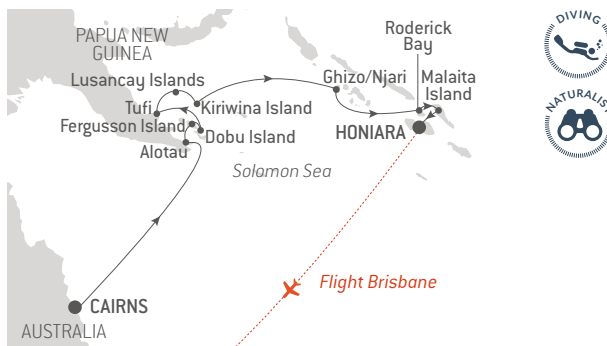 PAPUA NEW
GUINEA
Roderick
Bay
DIVING
Lusancay Islands
Ghizo/Njari
Malaita
Island
Tufi
Kiriwina Island
NATURALIST
Fergusson Island
Dobu Island
HONIARA
Alotau
Solomon Sea
Flight Brisbane
CAIRNS
AUSTRALIA